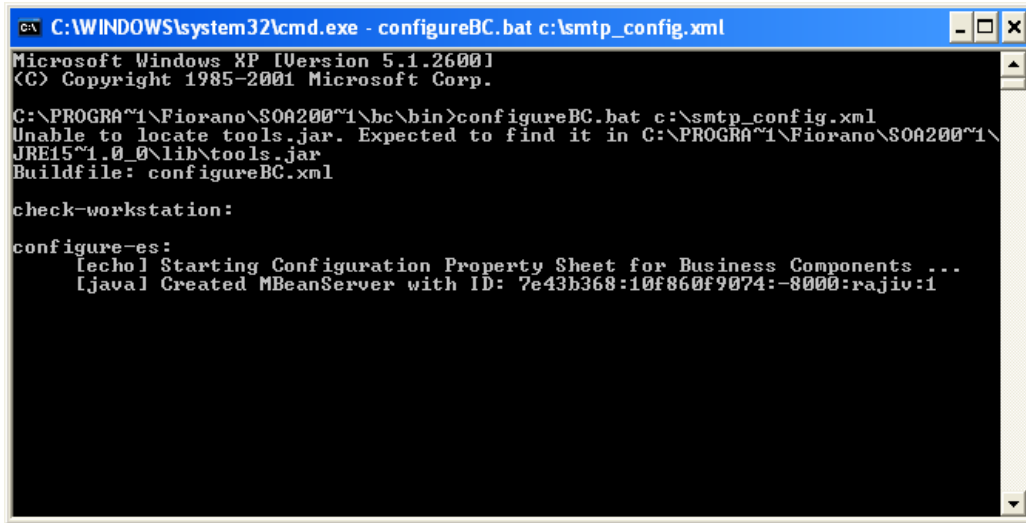 C:\WINDOWS\system32\cmd.exe - configureBC.bat c:\smtp_config.xml
Microsoft Windows XP [Version 5.1.2600]
(C) Copyright 1985-2001 Microsoft Corp.
C:\PROGRA~1\Fiorano\SOA200~1\bc\bin>configureBC.bat c:\smtp_config.xml
Unable to locate tools.jar. Expected to find it in C:\PROGRA~1\Fiorano\SOA200~1\
JRE15~1.0_0\lib\tools.jar
Buildfile: configureBC.xml
check-workstation:
configure-es:
[echo] Starting Configuration Property Sheet for Business Components ...
[java] Created MBeanServer with ID: 7e43b368:10f860f9074:-8000:rajiv:1